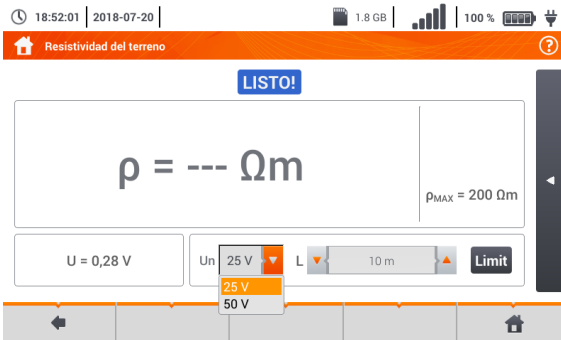 18:52:01 2018-07-20 1.8 GB 100 %
Resistividad del terreno ?
LISTO!
ρ = --- Ωm
ρMAX = 200 Ωm
U = 0,28 V
Un 25 V L 10 m Limit
25 V
50 V